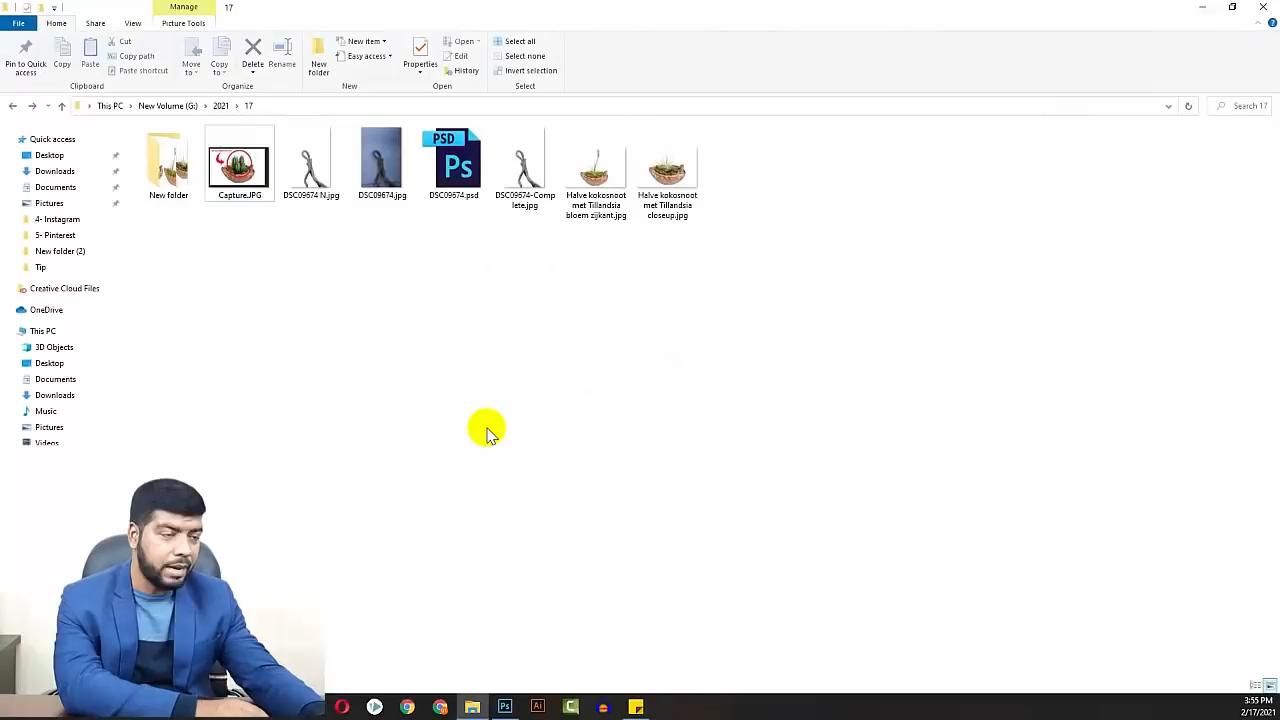 Manage
17
File
Home
Share
View
Picture Tools
Pin to Quick access
Copy
Paste
Cut
Copy path
Paste shortcut
Clipboard
Move to
Copy to
Delete
Rename
Organize
New folder
New item
Easy access
New
Properties
Open
Edit
History
Open
Select all
Select none
Invert selection
Select
This PC
New Volume (G:)
2021
17
Search 17
Quick access
Desktop
Downloads
Documents
Pictures
4- Instagram
5- Pinterest
New folder (2)
Tip
Creative Cloud Files
OneDrive
This PC
3D Objects
Desktop
Documents
Downloads
Music
Pictures
Videos
New folder
Capture.JPG
DSC09674 N.jpg
DSC09674.jpg
PSD
Ps
DSC09674.psd
DSC09674-Comp
lete.jpg
Halve kokosnoot
met Tillandsia
bloem zijkant.jpg
Halve kokosnoot
met Tillandsia
closeup.jpg
Ps
Ai
3:55 PM
2/17/2021